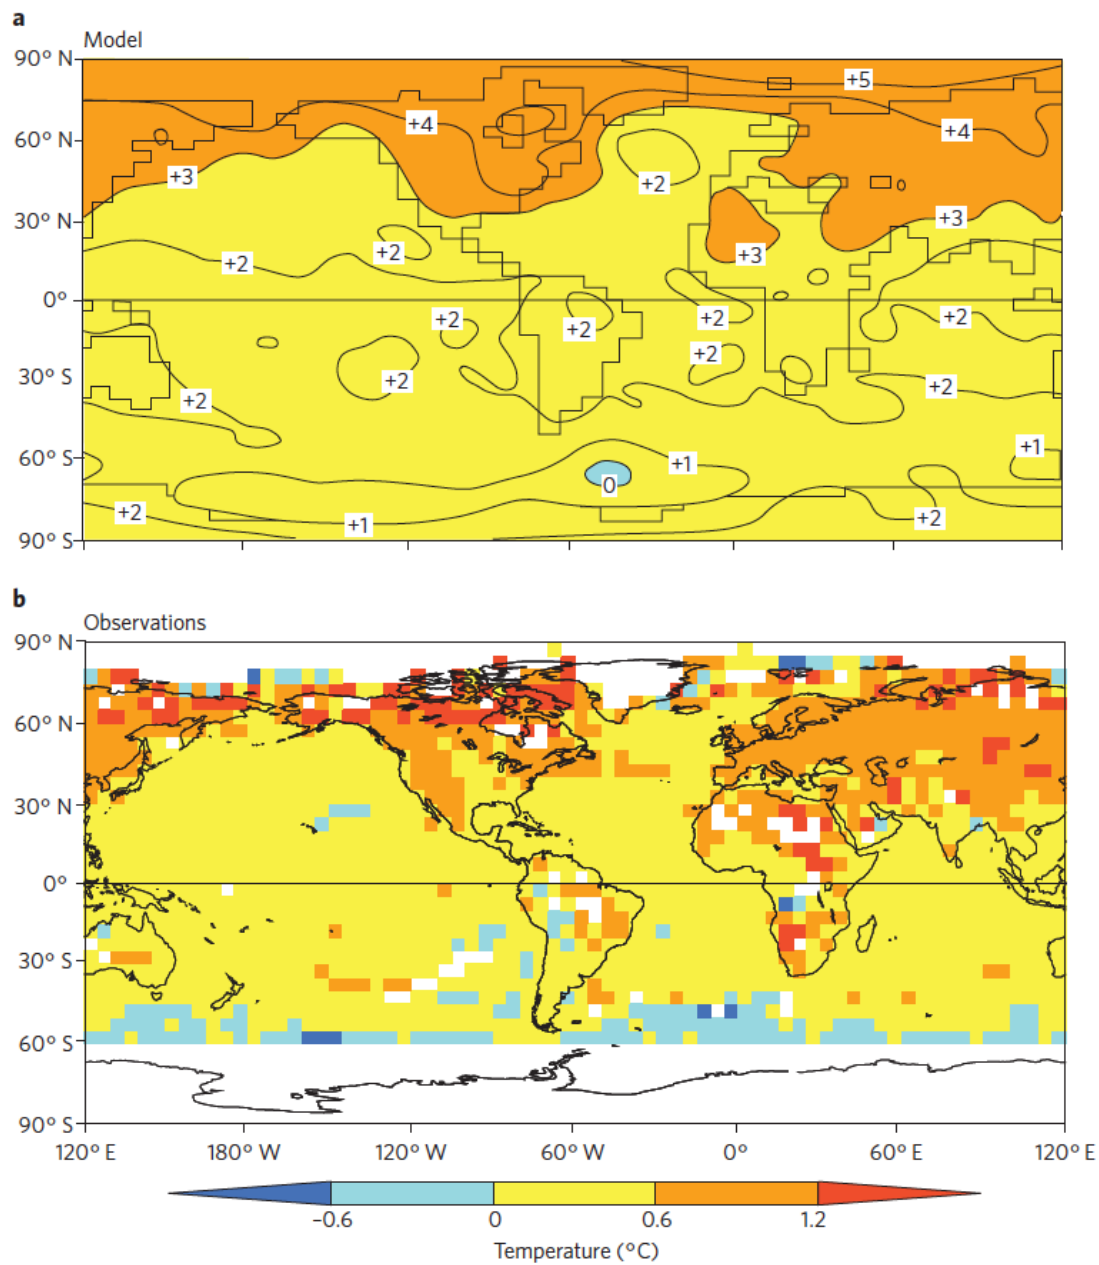 a
Model
90° N
+5
+4
+4
60° N
+3
+2
30° N
+3
+3
+2
+2
0°
+2
+2
+2
+2
+2
30° S
+2
+2
+2
60° S
+1
+1
0
+2
+1
+2
90° S
b
Observations
90° N
60° N
30° N
0°
30° S
60° S
90° S
120° E 180° W 120° W 60° W 0° 60° E 120° E
−0.6 0 0.6 1.2
Temperature (°C)